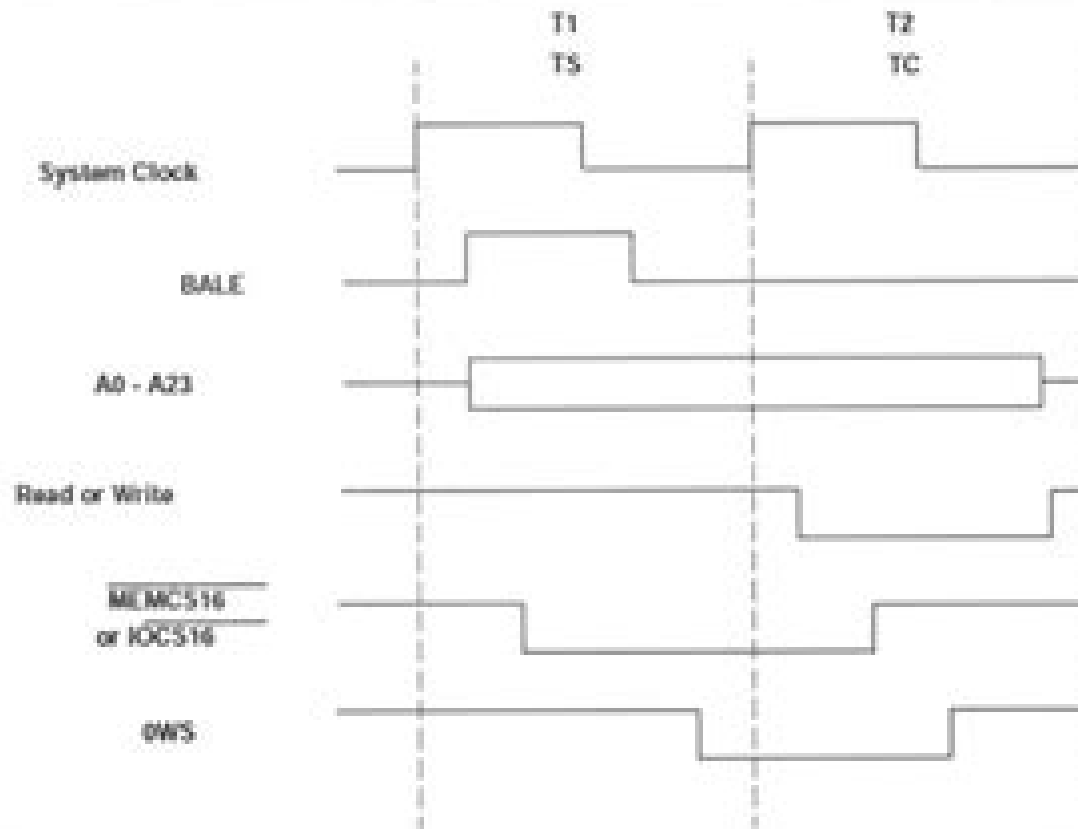 T1 T2
TS TC
System Clock
BALE
A0 - A23
Read or Write
MEMCS16
or IOCS16
0WS